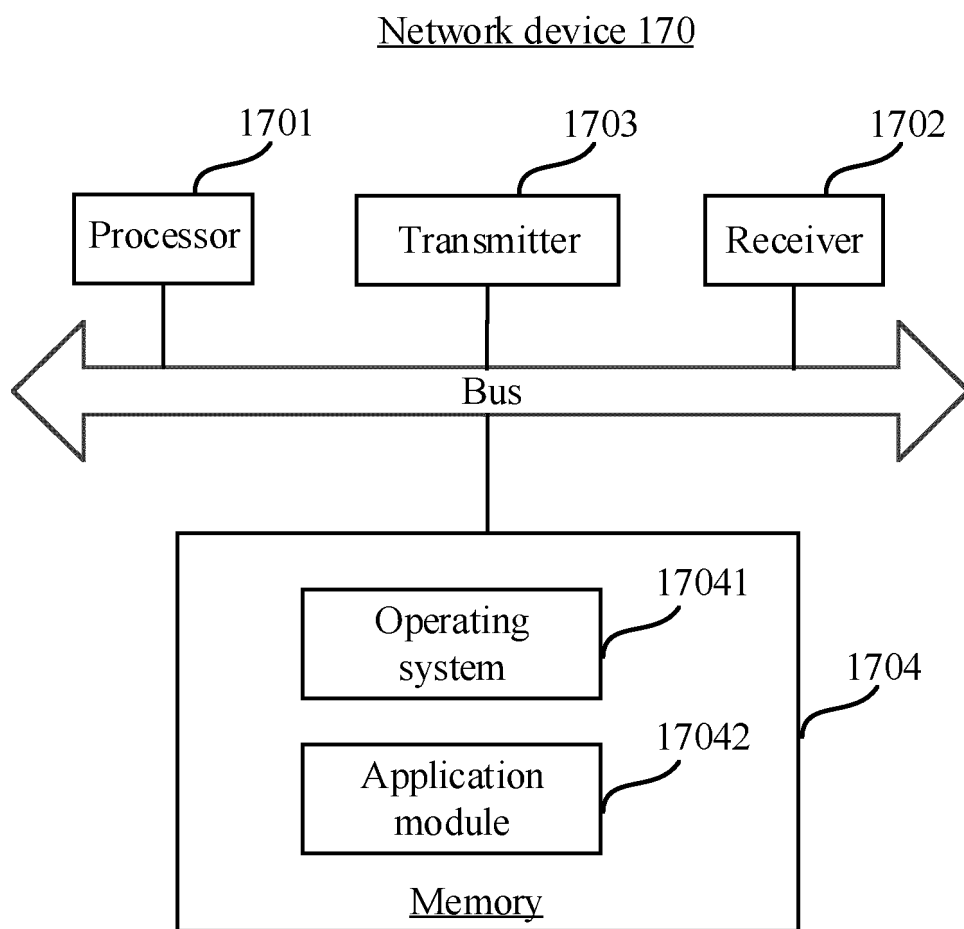 Network device 170
1701
1703
1702
Processor
Transmitter
Receiver
Bus
17041
Operating
system
1704
17042
Application
module
Memory